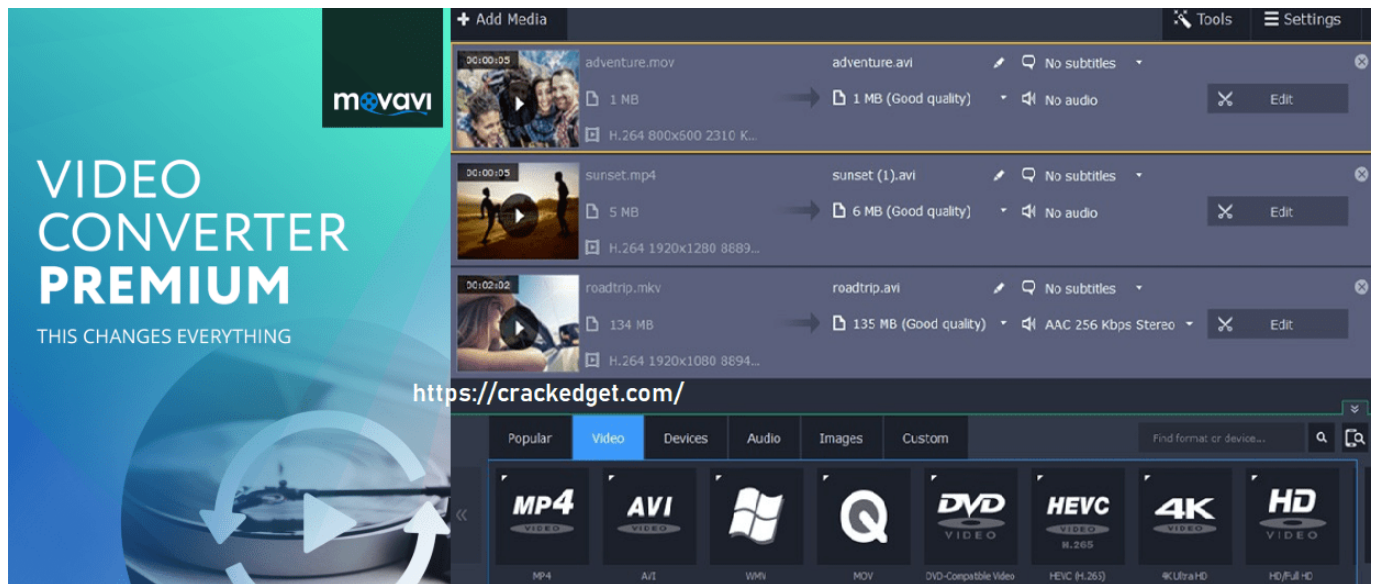 movavi
VIDEO
CONVERTER
PREMIUM
THIS CHANGES EVERYTHING
Add Media
Tools
Settings
00:00:05
adventure.mov
1 MB
H.264 800x600 2310 K...
adventure.avi
1 MB (Good quality)
No subtitles
No audio
Edit
00:00:05
sunset.mp4
5 MB
H.264 1920x1280 8889...
sunset (1).avi
6 MB (Good quality)
No subtitles
No audio
Edit
00:02:02
roadtrip.mkv
134 MB
H.264 1920x1080 8894...
roadtrip.avi
135 MB (Good quality)
No subtitles
AAC 256 Kbps Stereo
Edit
https://crackedget.com/
Popular
Video
Devices
Audio
Images
Custom
Find format or device...
MP4
VIDEO
MP4
AVI
VIDEO
AVI
WMV
MOV
DVD
VIDEO
DVD-Compatible Video
HEVC
VIDEO
H.265
HEVC (H.265)
4K
VIDEO
4K Ultra HD
HD
VIDEO
HD/Full HD